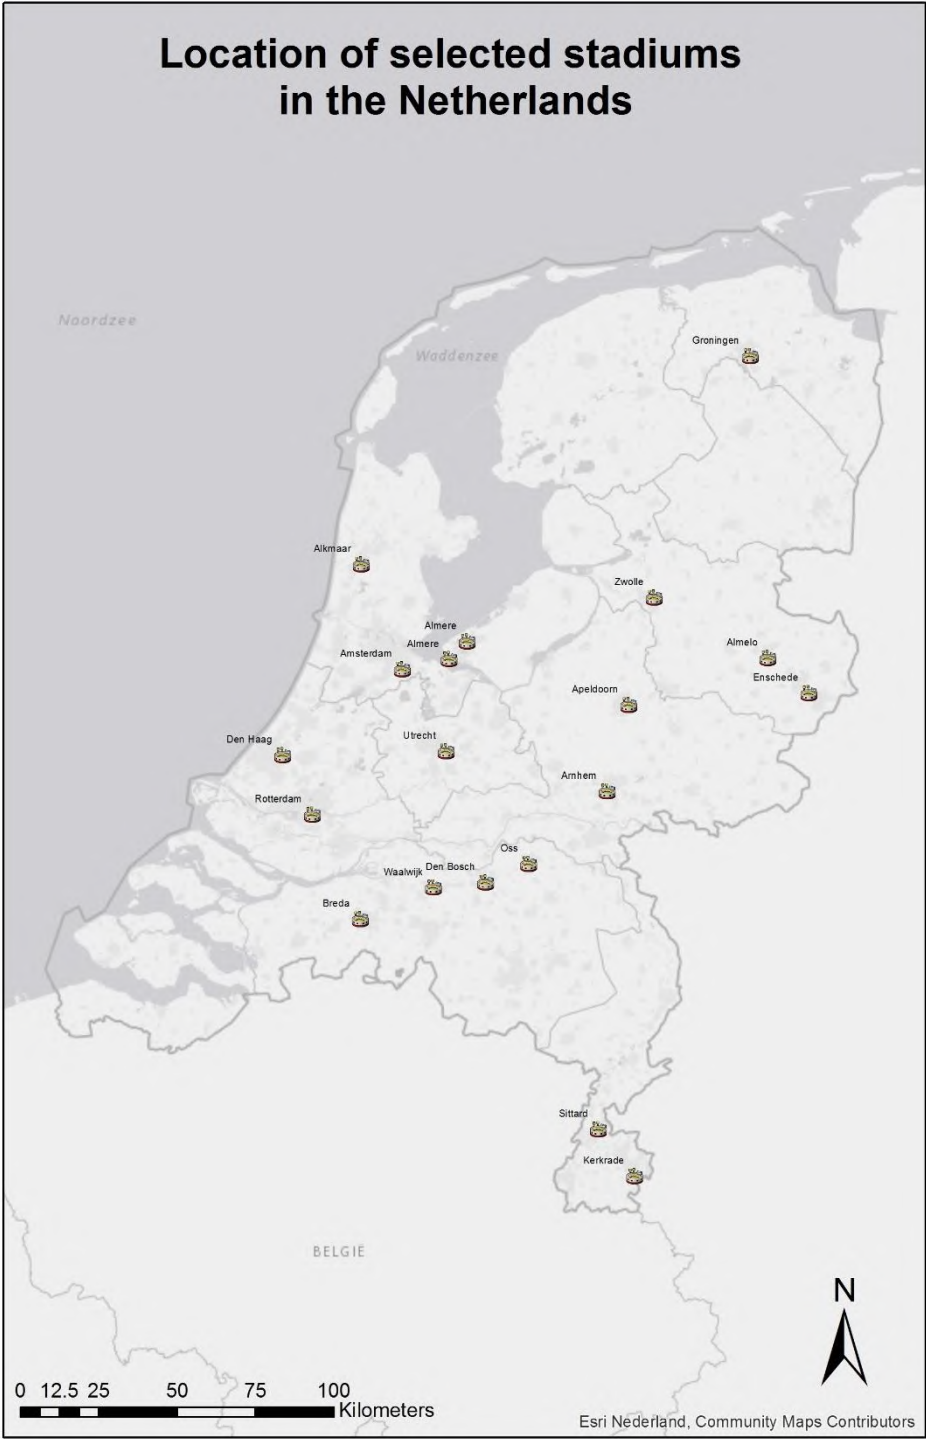 Location of selected stadiums
in the Netherlands
Noordzee
Waddenzee
Groningen
Alkmaar
Zwolle
Almere
Almere
Almelo
Amsterdam
Enschede
Apeldoorn
Den Haag
Utrecht
Arnhem
Rotterdam
Oss
Den Bosch
Waalwijk
Breda
Sittard
Kerkrade
BELGIË
N
0 12.5 25 50 75 100
Kilometers
Esri Nederland, Community Maps Contributors